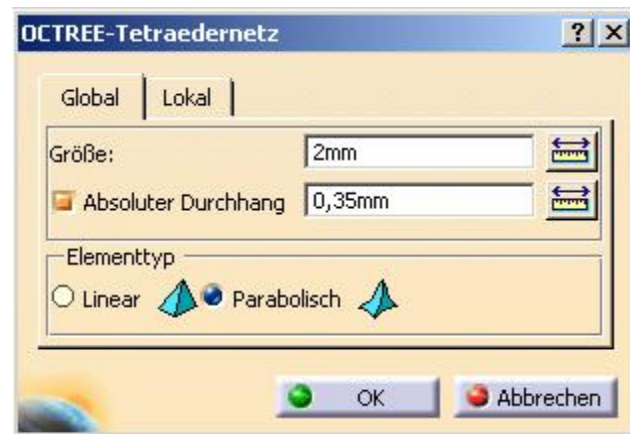 OCTREE-Tetraedernetz
Global Lokal
Größe: 2mm
Absoluter Durchhang 0,35mm
Elementtyp
Linear Parabolisch
OK Abbrechen